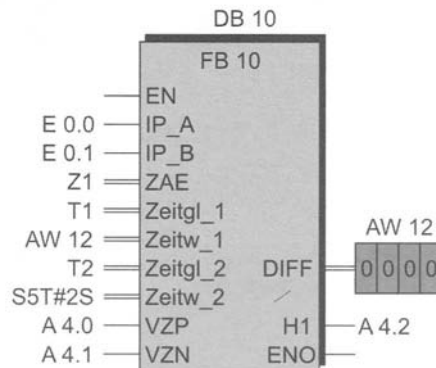 DB 10
FB 10
EN
E 0.0 IP_A
E 0.1 IP_B
Z1 ZAE
T1 Zeitgl_1
AW 12 Zeitw_1
AW 12
T2 Zeitgl_2 DIFF 0 0 0 0
S5T#2S Zeitw_2
A 4.0 VZP H1 A 4.2
A 4.1 VZN ENO